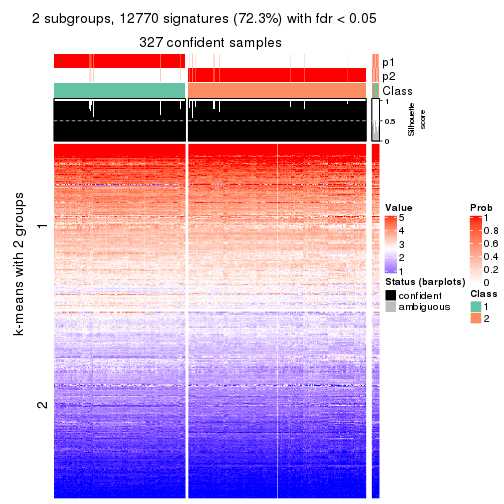 2 subgroups, 12770 signatures (72.3%) with fdr < 0.05
327 confident samples
p1
p2
Class
1
0.5
0
Silhouette
score
k-means with 2 groups
1
2
Value
5
4
3
2
1
Status (barplots)
confident
ambiguous
Prob
1
0.8
0.6
0.4
0.2
0
Class
1
2